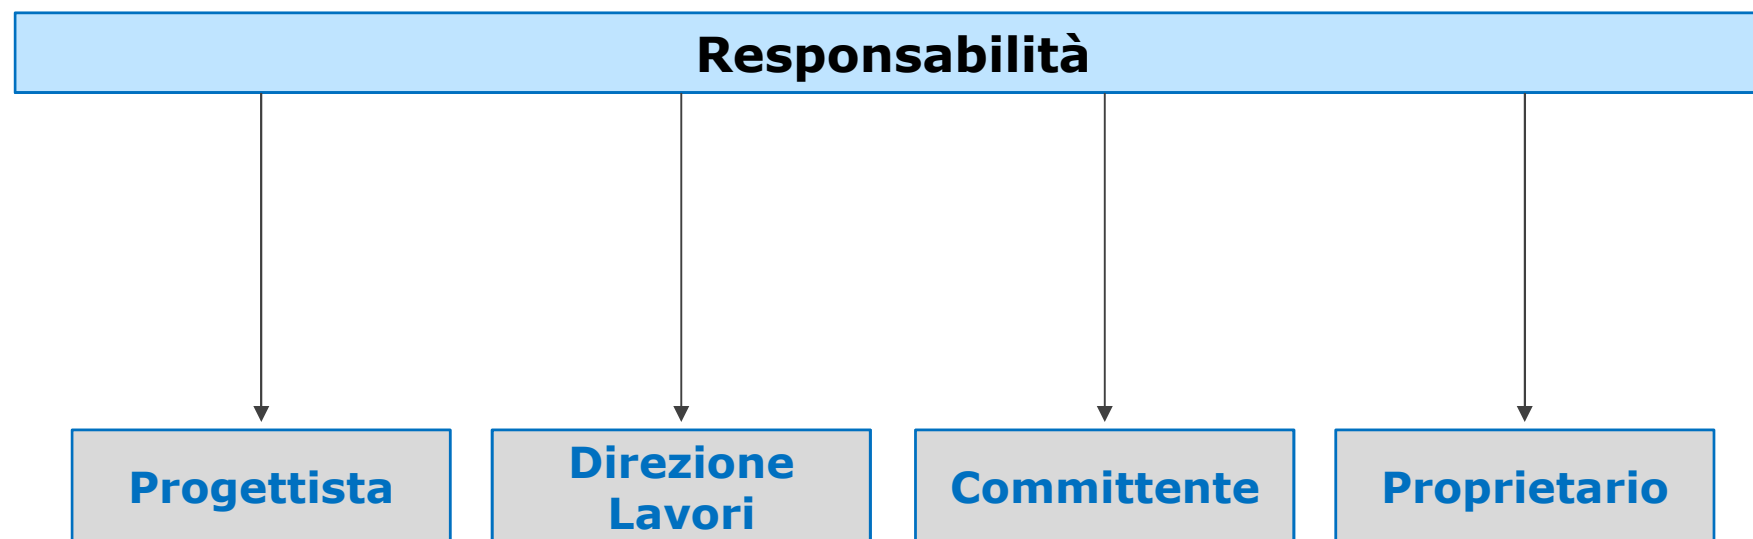 Responsabilità
Progettista
Direzione
Lavori
Committente
Proprietario